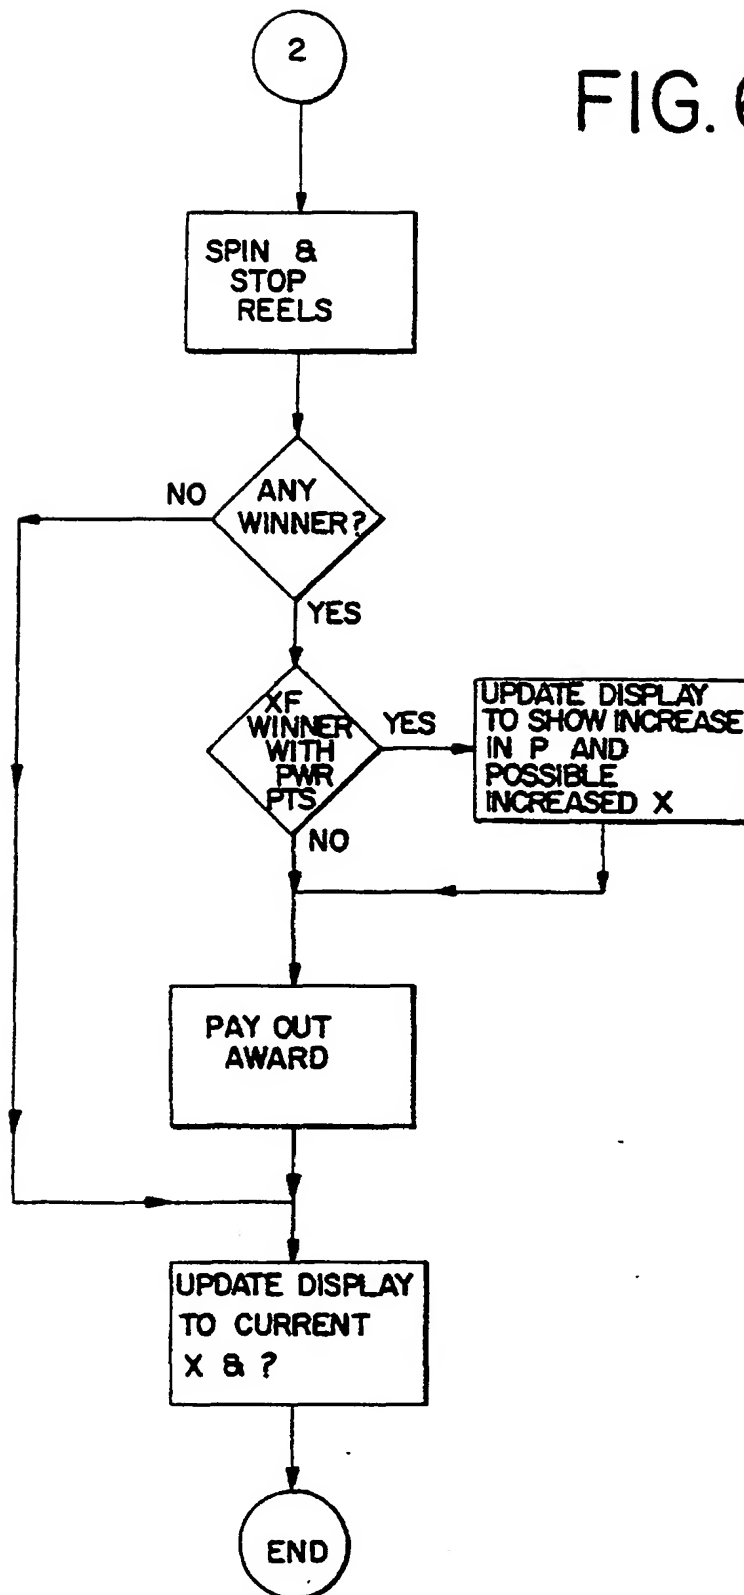 2
FIG. 6
SPIN &
STOP
REELS
ANY
WINNER?
NO
YES
XF
WINNER
WITH
PWR
PTS
YES
UPDATE DISPLAY
TO SHOW INCREASE
IN P AND
POSSIBLE
INCREASED X
NO
PAY OUT
AWARD
UPDATE DISPLAY
TO CURRENT
X & ?
END